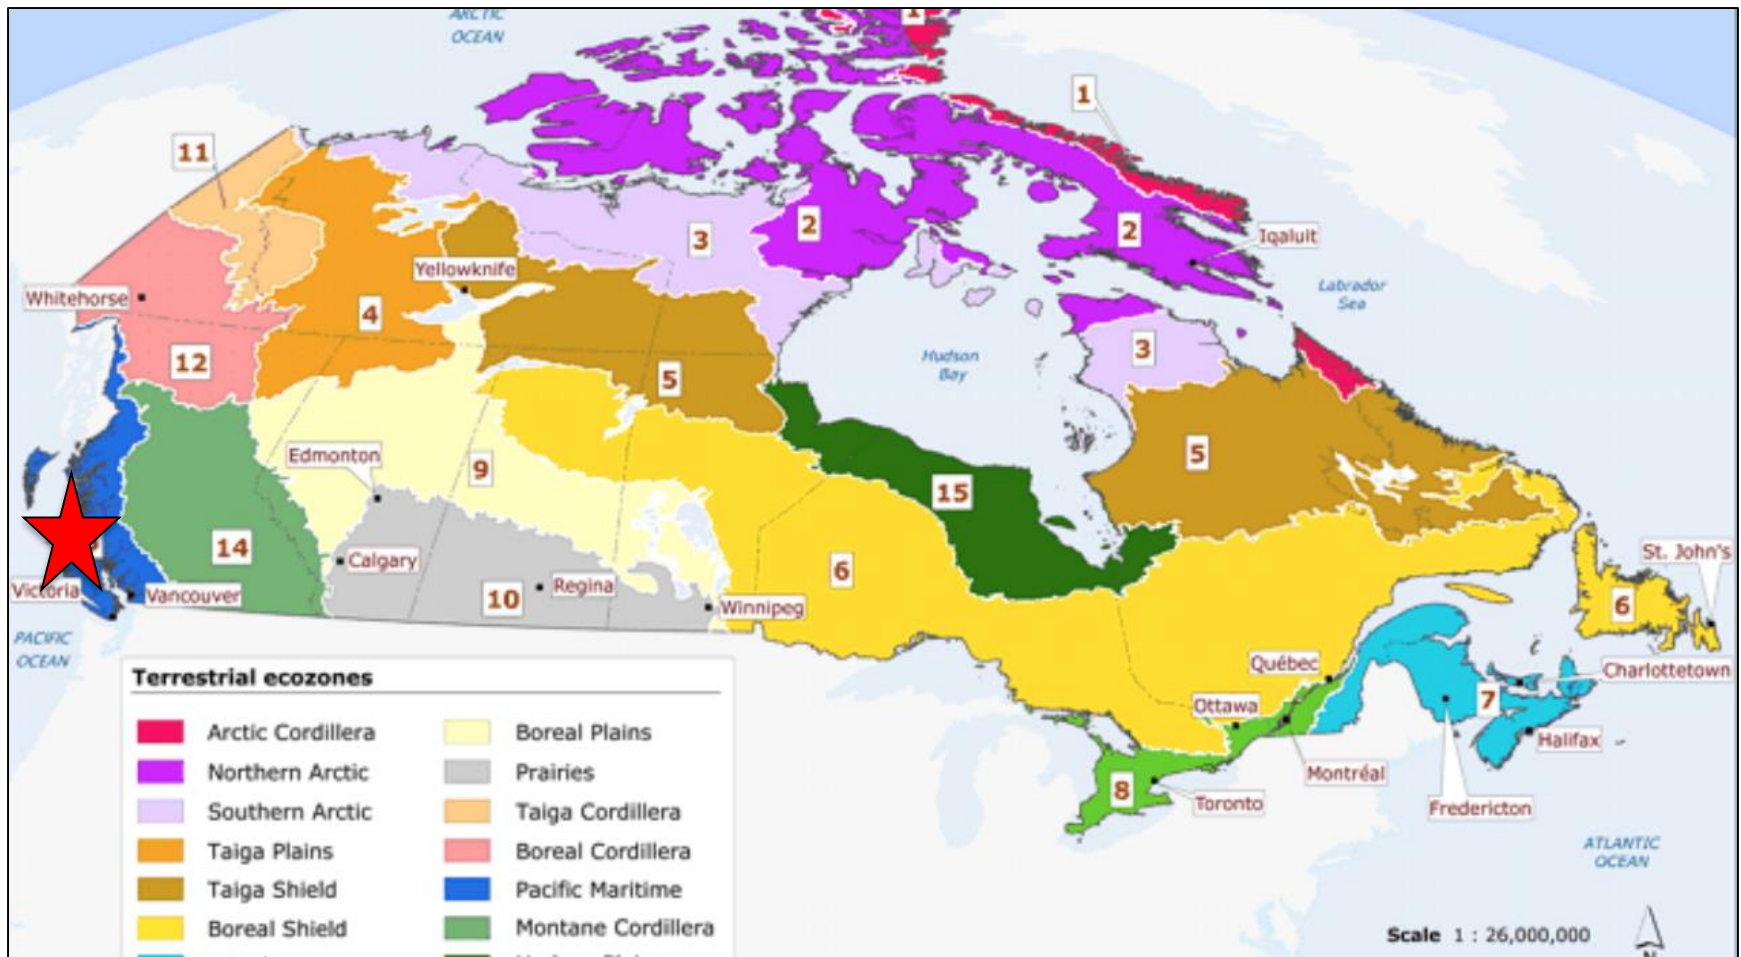 ARCTIC
OCEAN
1
1
11
2
2
3
Iqaluit
Yellowknife
Labrador
Sea
Whitehorse
4
3
Hudson
Bay
12
5
Edmonton
9
5
15
14
Calgary
6
St. John's
Victoria
Vancouver
10
Regina
Winnipeg
6
PACIFIC
OCEAN
Québec
Charlottetown
Ottawa
7
Halifax
Montréal
8
Toronto
Fredericton
ATLANTIC
OCEAN
Terrestrial ecozones
Arctic Cordillera
Northern Arctic
Southern Arctic
Taiga Plains
Taiga Shield
Boreal Shield
Boreal Plains
Prairies
Taiga Cordillera
Boreal Cordillera
Pacific Maritime
Montane Cordillera
Scale 1 : 26,000,000
N